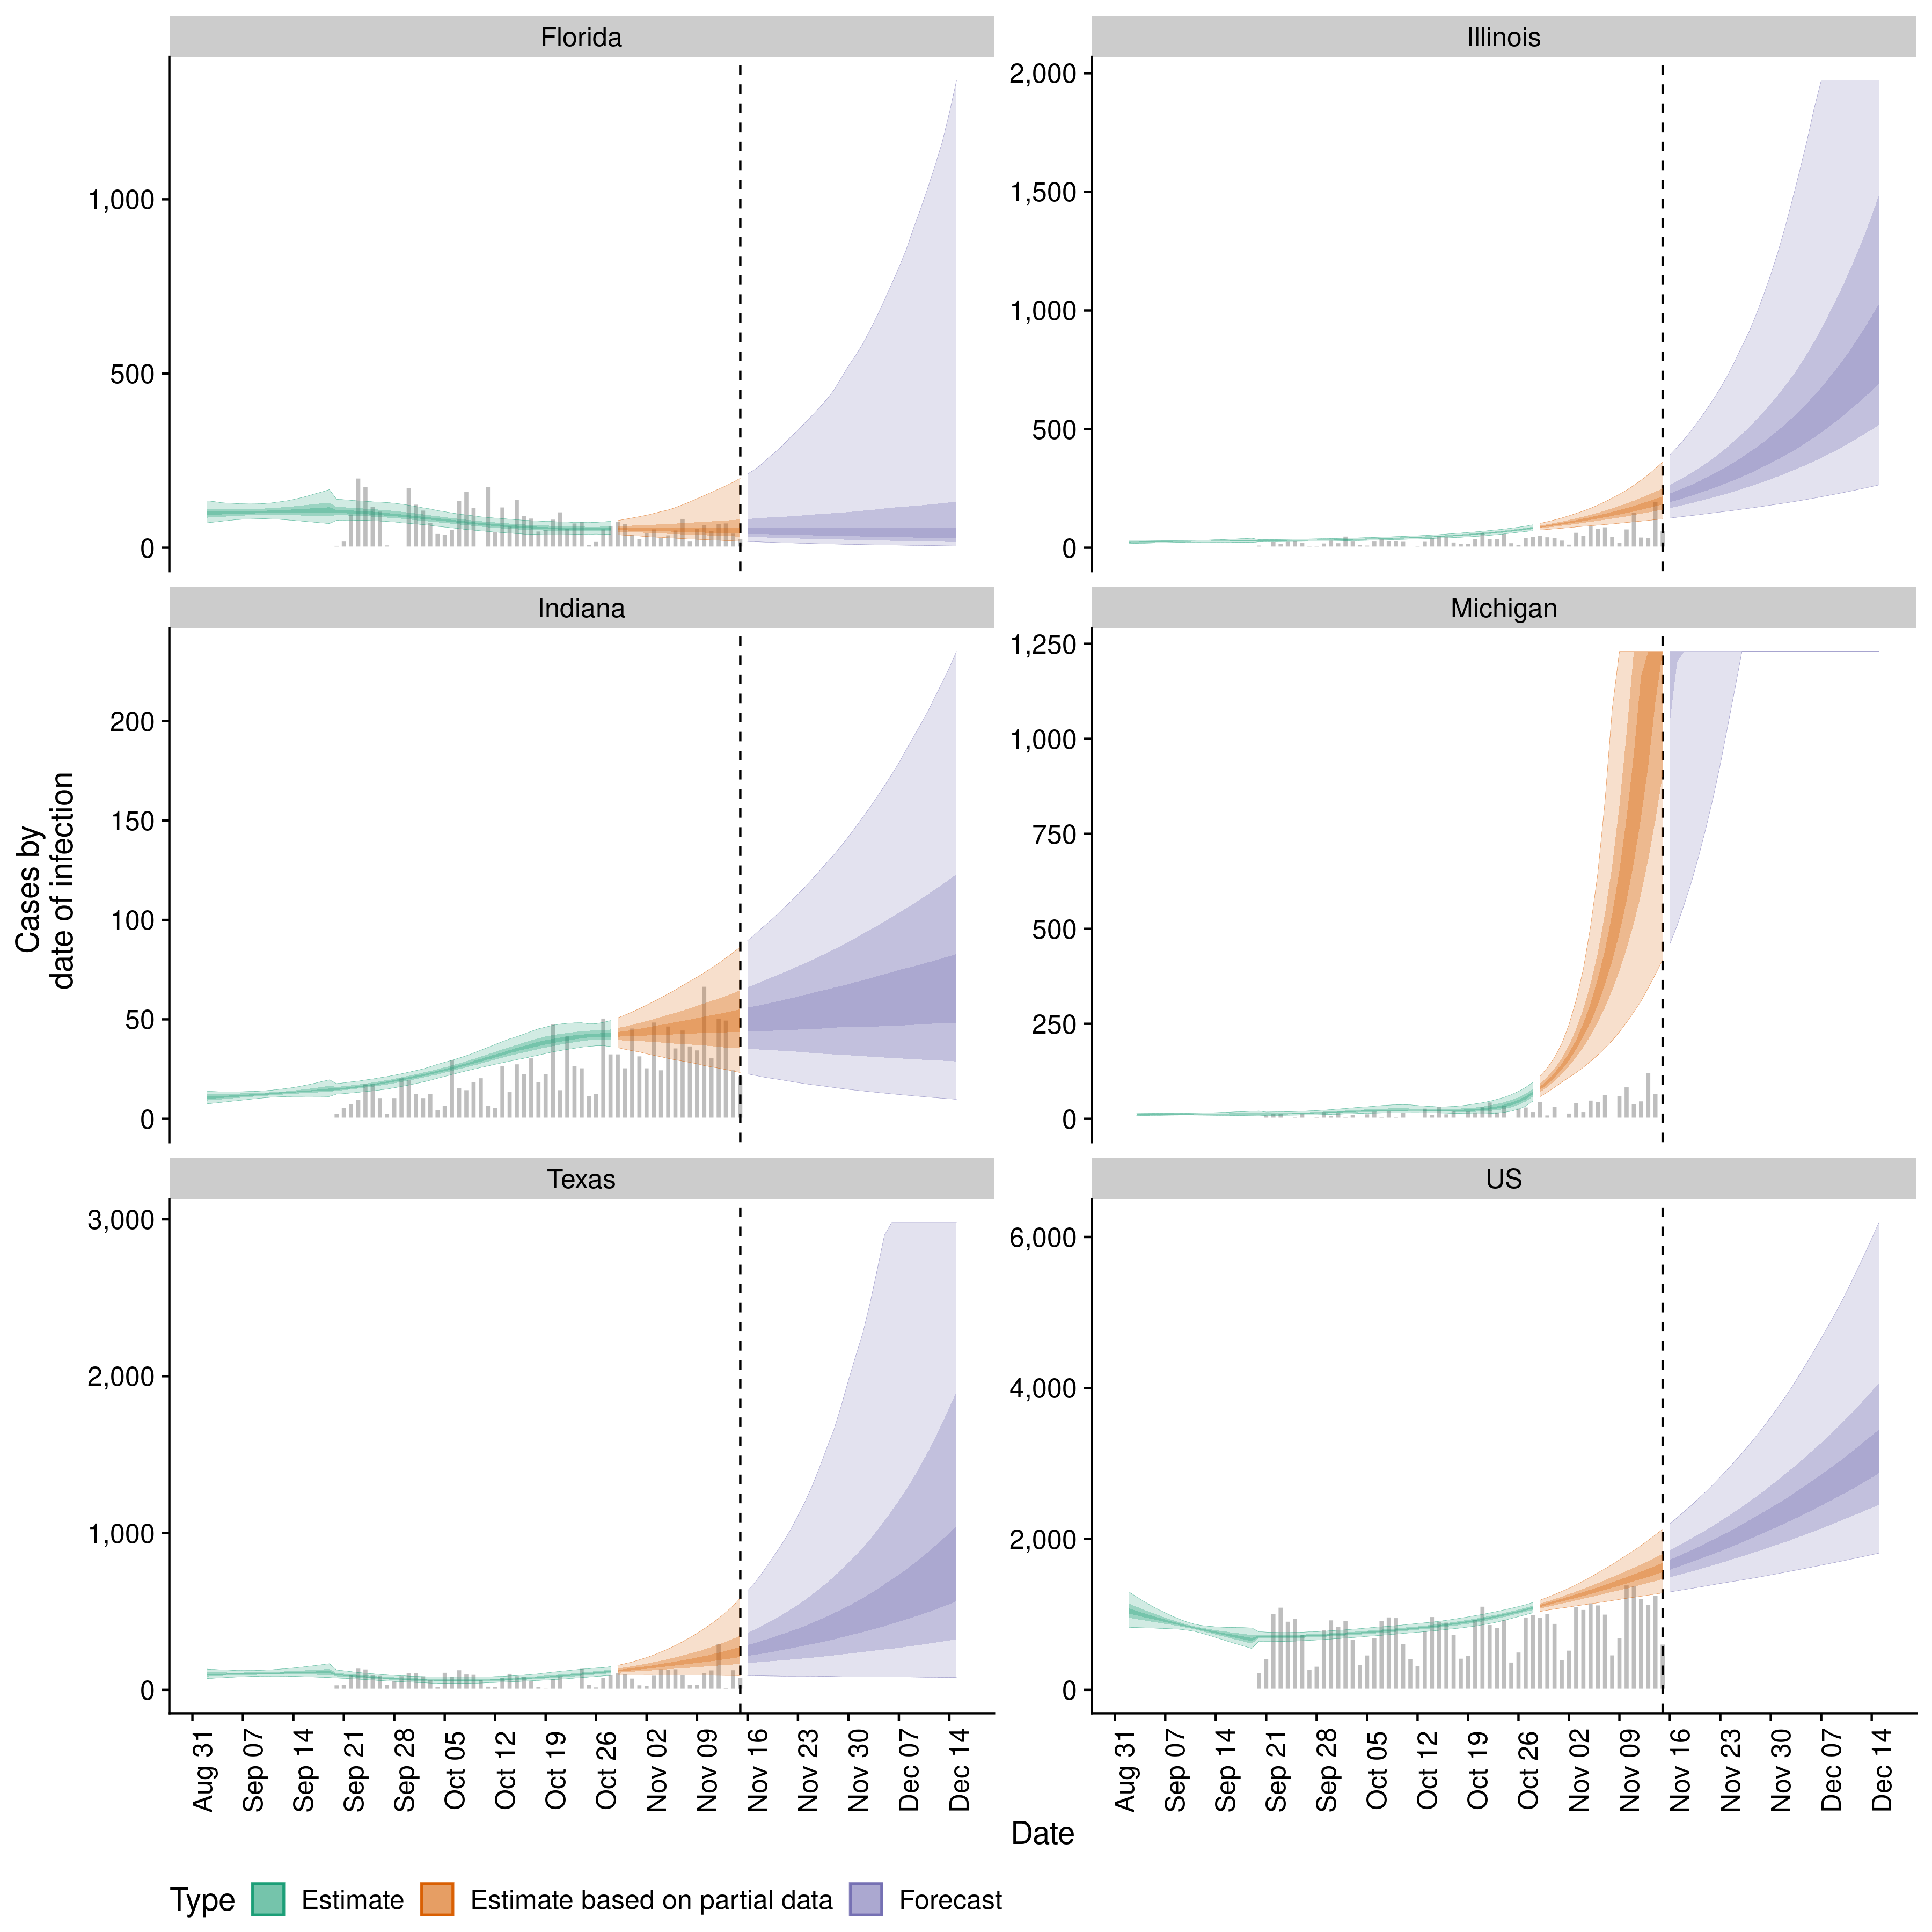 Florida
Illinois
1,000
500
0
2,000
1,500
1,000
500
0
Indiana
Michigan
200
150
100
50
0
1,250
1,000
750
500
250
0
Cases by
date of infection
Texas
US
3,000
2,000
1,000
0
6,000
4,000
2,000
0
Aug 31
Sep 07
Sep 14
Sep 21
Sep 28
Oct 05
Oct 12
Oct 19
Oct 26
Nov 02
Nov 09
Nov 16
Nov 23
Nov 30
Dec 07
Dec 14
Aug 31
Sep 07
Sep 14
Sep 21
Sep 28
Oct 05
Oct 12
Oct 19
Oct 26
Nov 02
Nov 09
Nov 16
Nov 23
Nov 30
Dec 07
Dec 14
Date
Type Estimate Estimate based on partial data Forecast